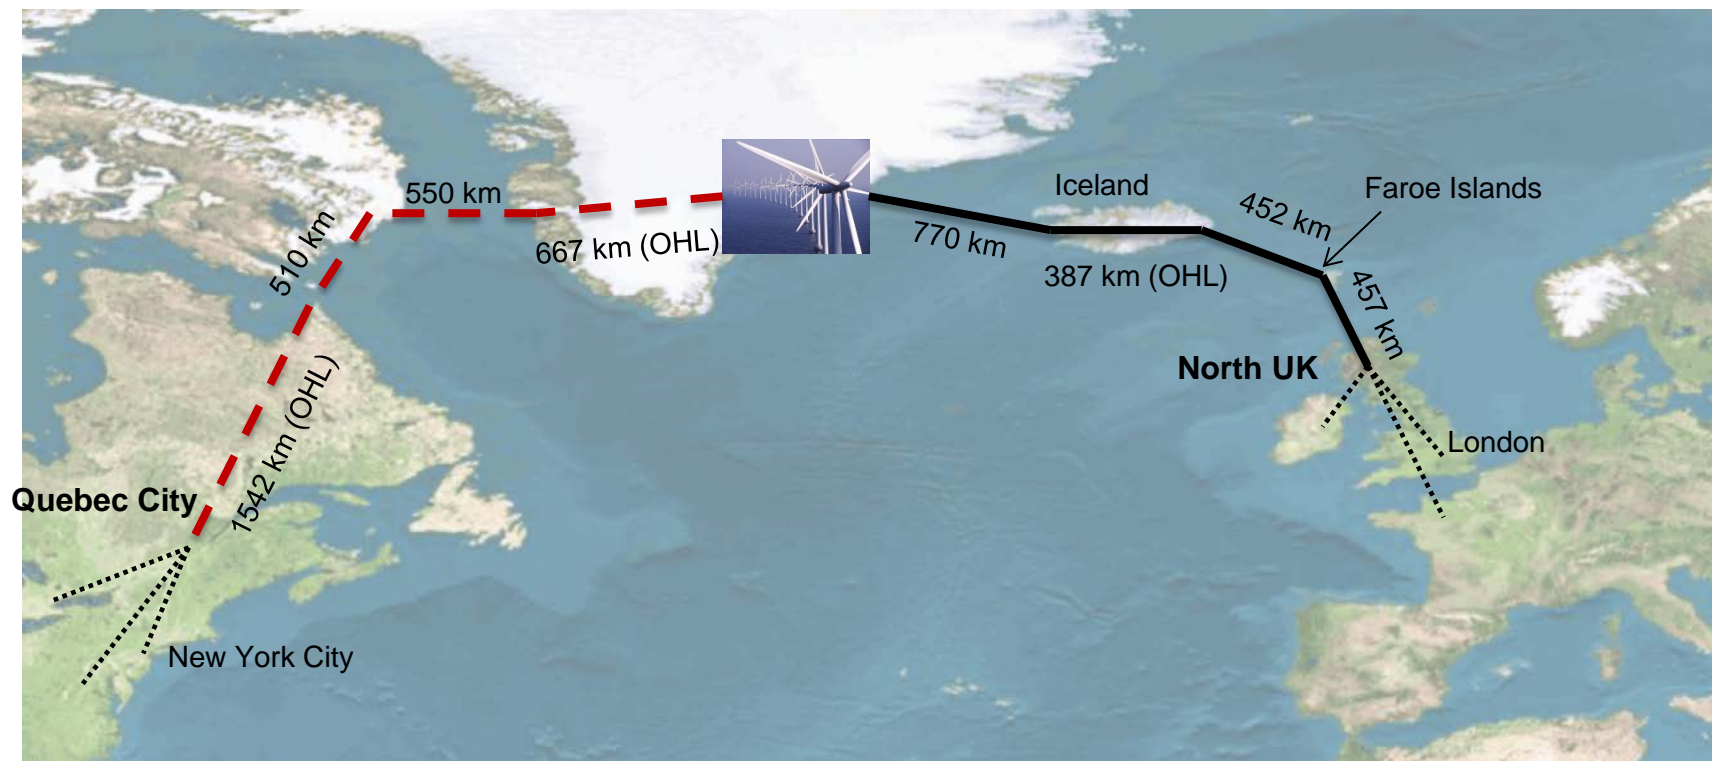 Iceland
Faroe Islands
550 km
452 km
510 km
667 km (OHL)
770 km
387 km (OHL)
457 km
North UK
1542 km (OHL)
London
Quebec City
New York City